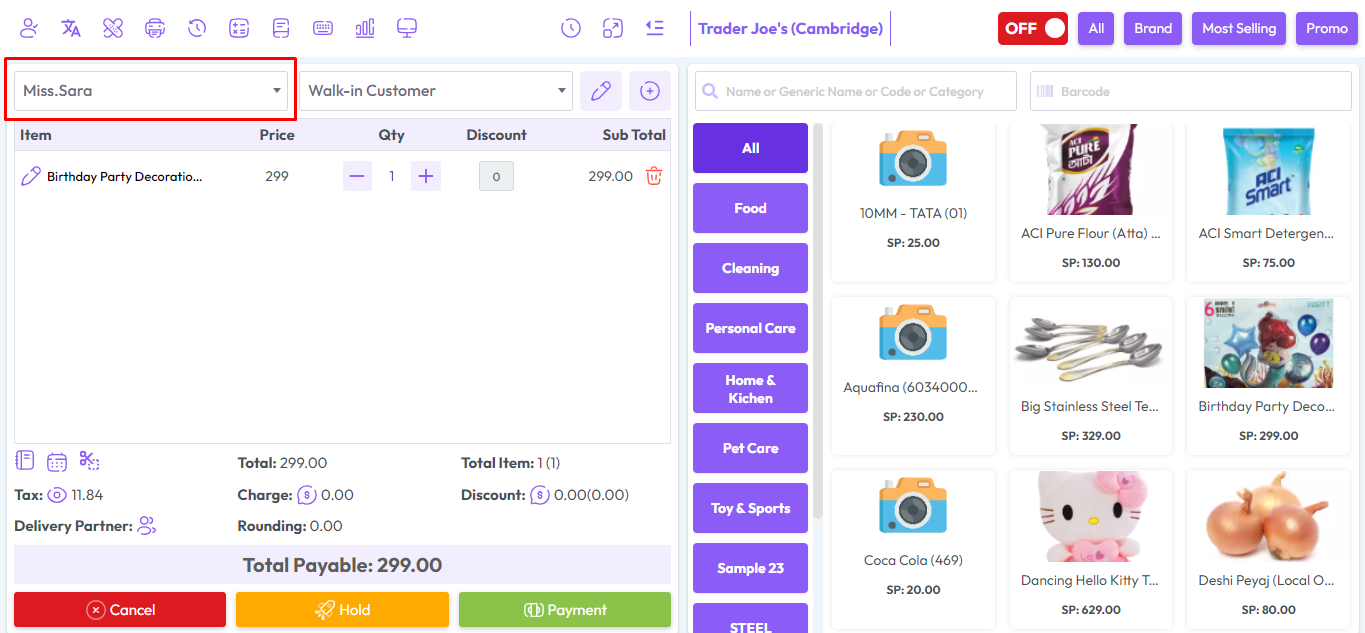 Trader Joe's (Cambridge)
OFF
All
Brand
Most Selling
Promo
Miss.Sara
Walk-in Customer
Name or Generic Name or Code or Category
Barcode
Item Price Qty Discount Sub Total
Birthday Party Decoratio... 299 1 0 299.00
Total: 299.00
Total Item: 1 (1)
Tax: 11.84
Charge: 0.00
Discount: 0.00(0.00)
Delivery Partner:
Rounding: 0.00
Total Payable: 299.00
Cancel
Hold
Payment
All
Food
Cleaning
Personal Care
Home &
Kichen
Pet Care
Toy & Sports
Sample 23
STEEL
10MM - TATA (01)
SP: 25.00
ACI
PURE
আটা
ACI Pure Flour (Atta) ...
SP: 130.00
ACI
Smart
ACI Smart Detergen...
SP: 75.00
Aquafina (6034000...
SP: 230.00
Big Stainless Steel Te...
SP: 329.00
6
PARTY
Birthday Party Deco...
SP: 299.00
Coca Cola (469)
SP: 20.00
Dancing Hello Kitty T...
SP: 629.00
Deshi Peyaj (Local O...
SP: 80.00